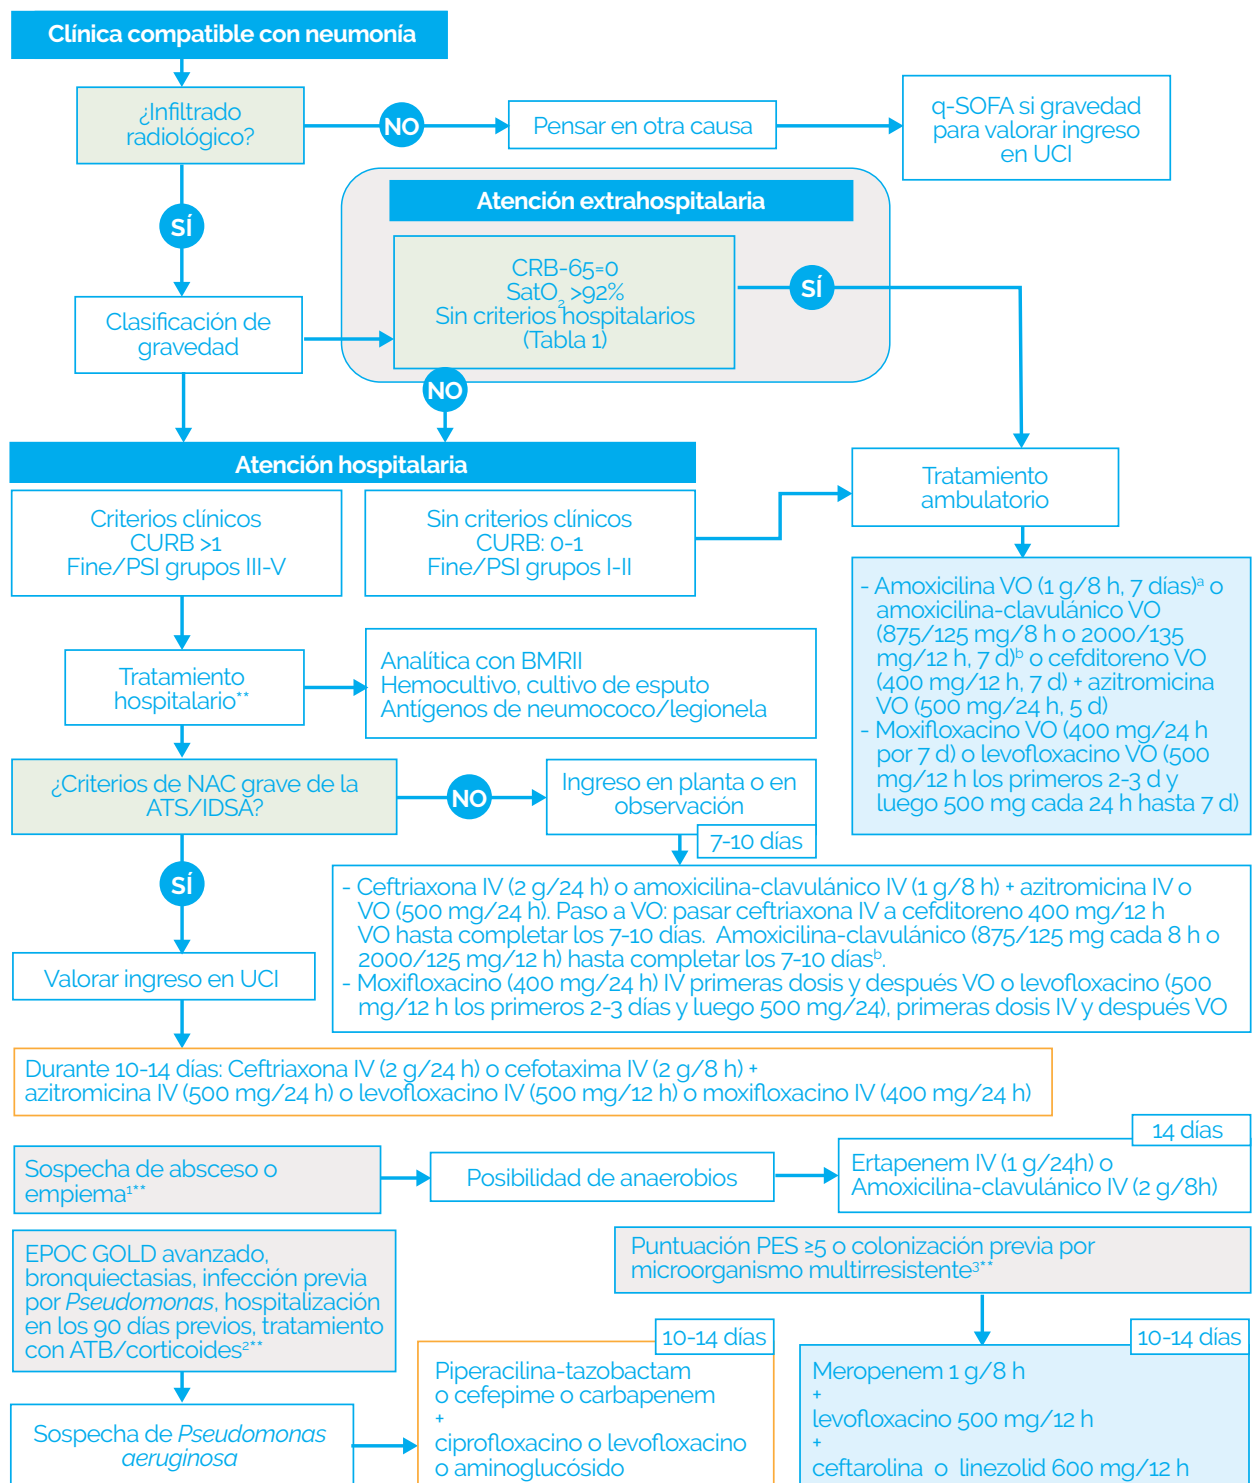 Clínica compatible con neumonía
¿Infiltrado
radiológico?
NO
Pensar en otra causa
q-SOFA si gravedad
para valorar ingreso
en UCI
SÍ
Atención extrahospitalaria
CRB-65=0
SatO₂ >92%
Sin criterios hospitalarios
(Tabla 1)
SÍ
Clasificación de
gravedad
NO
Atención hospitalaria
Criterios clínicos
CURB >1
Fine/PSI grupos III-V
Sin criterios clínicos
CURB: 0-1
Fine/PSI grupos I-II
Tratamiento
ambulatorio
- Amoxicilina VO (1 g/8 h, 7 días)ᵃ o
amoxicilina-clavulánico VO
(875/125 mg/8 h o 2000/135
mg/12 h, 7 d)ᵇ o cefditoreno VO
(400 mg/12 h, 7 d) + azitromicina
VO (500 mg/24 h, 5 d)
- Moxifloxacino VO (400 mg/24 h
por 7 d) o levofloxacino VO (500
mg/12 h los primeros 2-3 d y
luego 500 mg cada 24 h hasta 7 d)
Tratamiento
hospitalario**
Analítica con BMRII
Hemocultivo, cultivo de esputo
Antígenos de neumococo/legionela
¿Criterios de NAC grave de la
ATS/IDSA?
NO
Ingreso en planta o en
observación
7-10 días
SÍ
- Ceftriaxona IV (2 g/24 h) o amoxicilina-clavulánico IV (1 g/8 h) + azitromicina IV o
VO (500 mg/24 h). Paso a VO: pasar ceftriaxona IV a cefditoreno 400 mg/12 h
VO hasta completar los 7-10 días. Amoxicilina-clavulánico (875/125 mg cada 8 h o
2000/125 mg/12 h) hasta completar los 7-10 díasᵇ.
- Moxifloxacino (400 mg/24 h) IV primeras dosis y después VO o levofloxacino (500
mg/12 h los primeros 2-3 días y luego 500 mg/24), primeras dosis IV y después VO
Valorar ingreso en UCI
Durante 10-14 días: Ceftriaxona IV (2 g/24 h) o cefotaxima IV (2 g/8 h) +
azitromicina IV (500 mg/24 h) o levofloxacino IV (500 mg/12 h) o moxifloxacino IV (400 mg/24 h)
Sospecha de absceso o
empiema¹**
Posibilidad de anaerobios
14 días
Ertapenem IV (1 g/24h) o
Amoxicilina-clavulánico IV (2 g/8h)
EPOC GOLD avanzado,
bronquiectasias, infección previa
por Pseudomonas, hospitalización
en los 90 días previos, tratamiento
con ATB/corticoides²**
Puntuación PES ≥5 o colonización previa por
microorganismo multirresistente³**
Sospecha de Pseudomonas
aeruginosa
10-14 días
Piperacilina-tazobactam
o cefepime o carbapenem
+
ciprofloxacino o levofloxacino
o aminoglucósido
10-14 días
Meropenem 1 g/8 h
+
levofloxacino 500 mg/12 h
+
ceftarolina o linezolid 600 mg/12 h